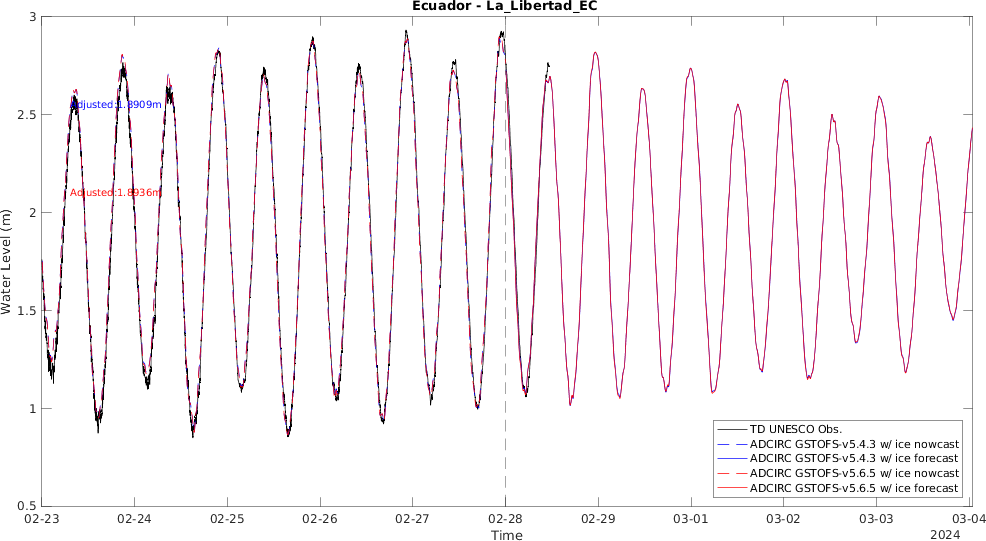 Ecuador - La_Libertad_EC
3
2.5
2
1.5
1
0.5
Water Level (m)
Adjusted:1.8909m
Adjusted:1.8936m
TD UNESCO Obs.
ADCIRC GSTOFS-v5.4.3 w/ ice nowcast
ADCIRC GSTOFS-v5.4.3 w/ ice forecast
ADCIRC GSTOFS-v5.6.5 w/ ice nowcast
ADCIRC GSTOFS-v5.6.5 w/ ice forecast
02-23 02-24 02-25 02-26 02-27 02-28 02-29 03-01 03-02 03-03 03-04
Time
2024